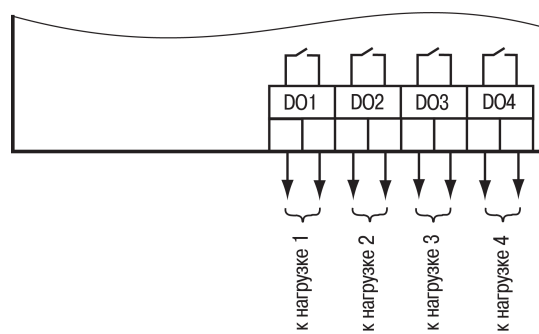 DO1 DO2 DO3 DO4
к нагрузке 1
к нагрузке 2
к нагрузке 3
к нагрузке 4